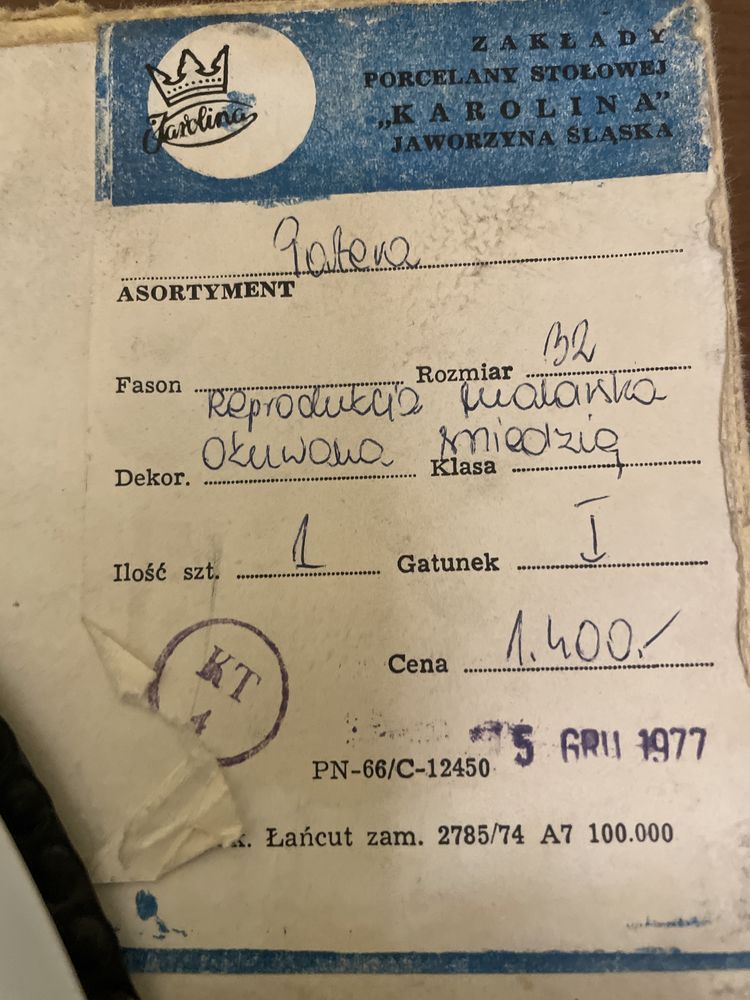 Karolina
ZAKŁADY
PORCELANY STOŁOWEJ
„KAROLINA”
JAWORZYNA ŚLĄSKA
Patera
ASORTYMENT
Fason Rozmiar 32
Reprodukcja malarska
Okuwana miedzią
Dekor. Klasa
Ilość szt. 1 Gatunek I
Cena 1.400.-
KT
4
5 GRU 1977
PN-66/C-12450
Łańcut zam. 2785/74 A7 100.000